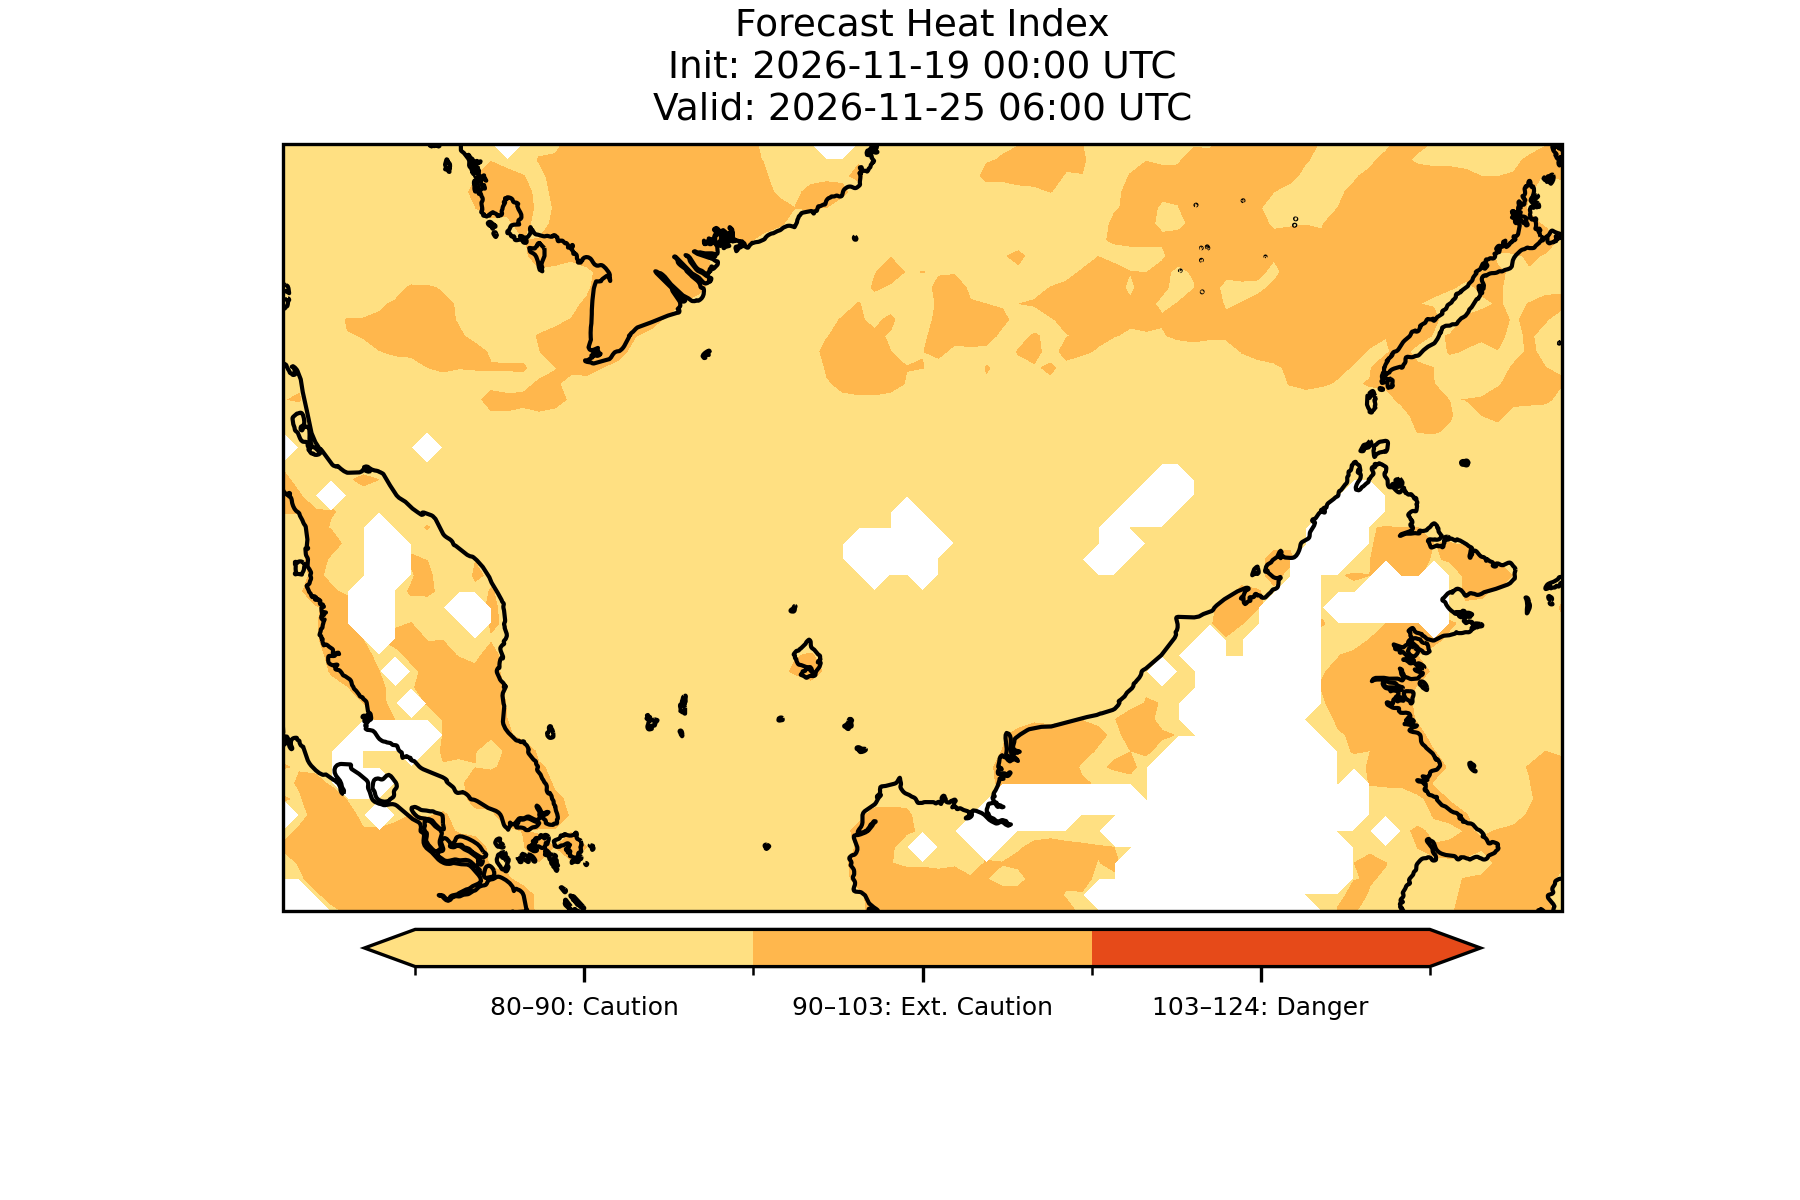 Forecast Heat Index
Init: 2026-11-19 00:00 UTC
Valid: 2026-11-25 06:00 UTC
80–90: Caution
90–103: Ext. Caution
103–124: Danger